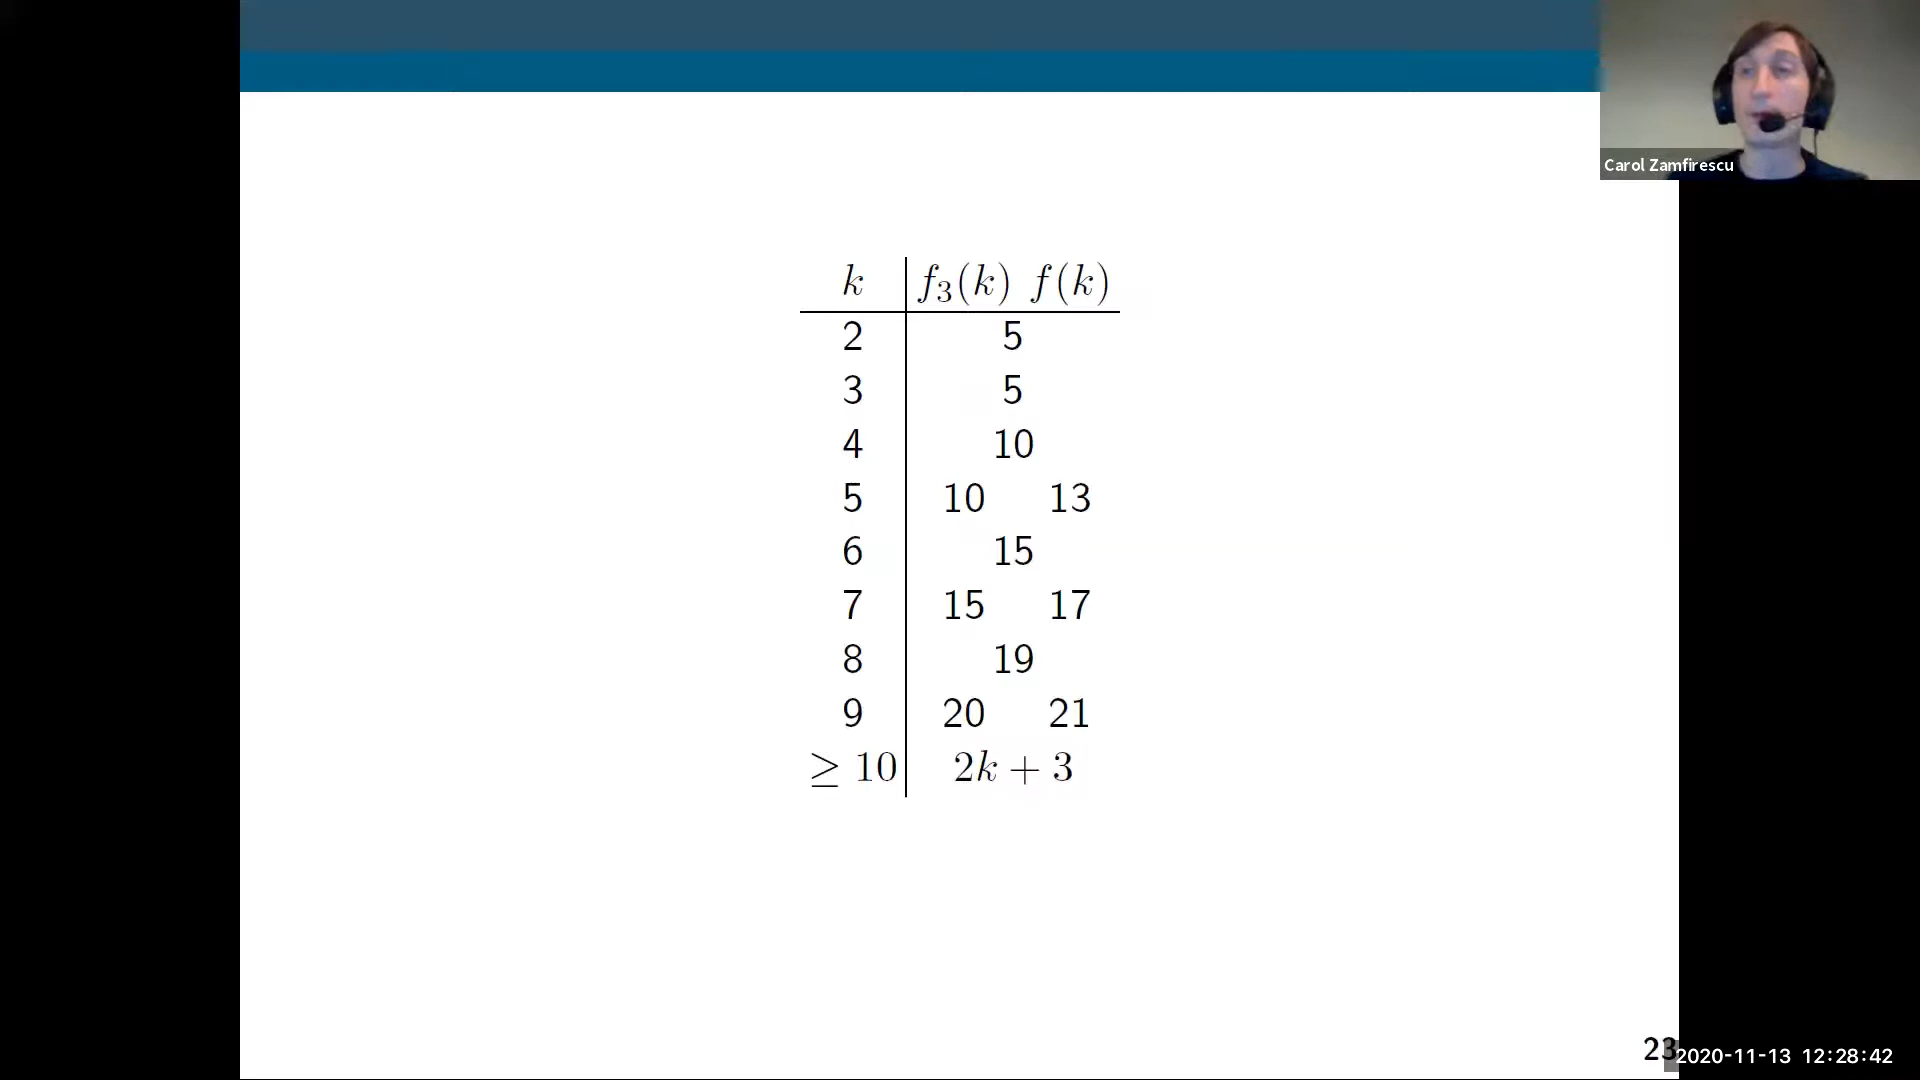 Carol Zamfirescu
k f₃(k) f(k)
2 5
3 5
4 10
5 10 13
6 15
7 15 17
8 19
9 20 21
≥ 10 2k + 3
23
2020-11-13 12:28:42